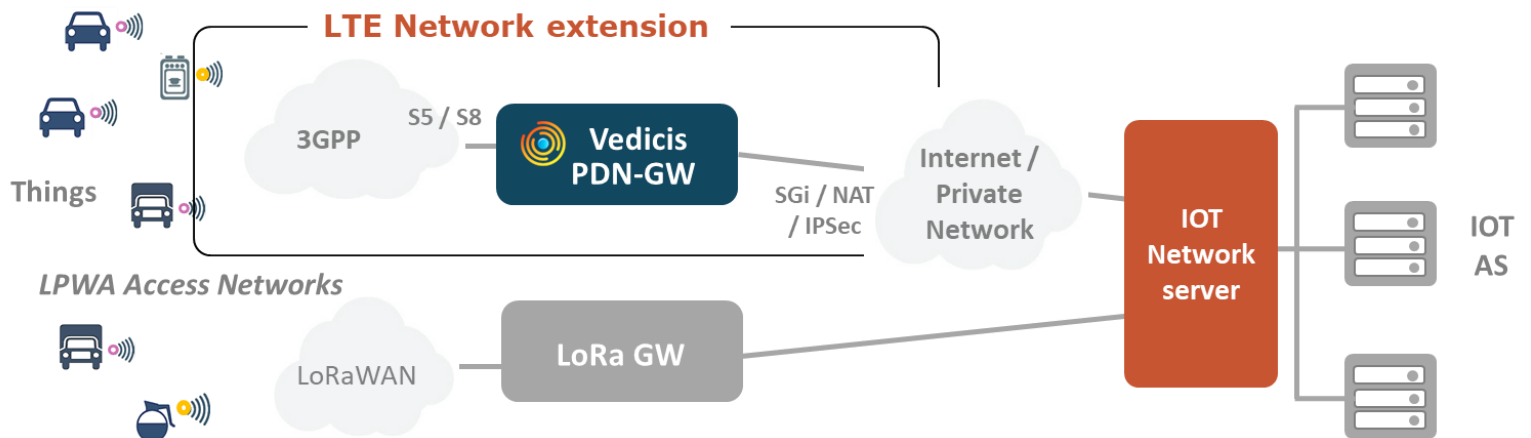 LTE Network extension
3GPP
S5 / S8
Vedicis
PDN-GW
SGi / NAT
/ IPSec
Internet /
Private
Network
IOT
Network
server
IOT
AS
Things
LPWA Access Networks
LoRaWAN
LoRa GW